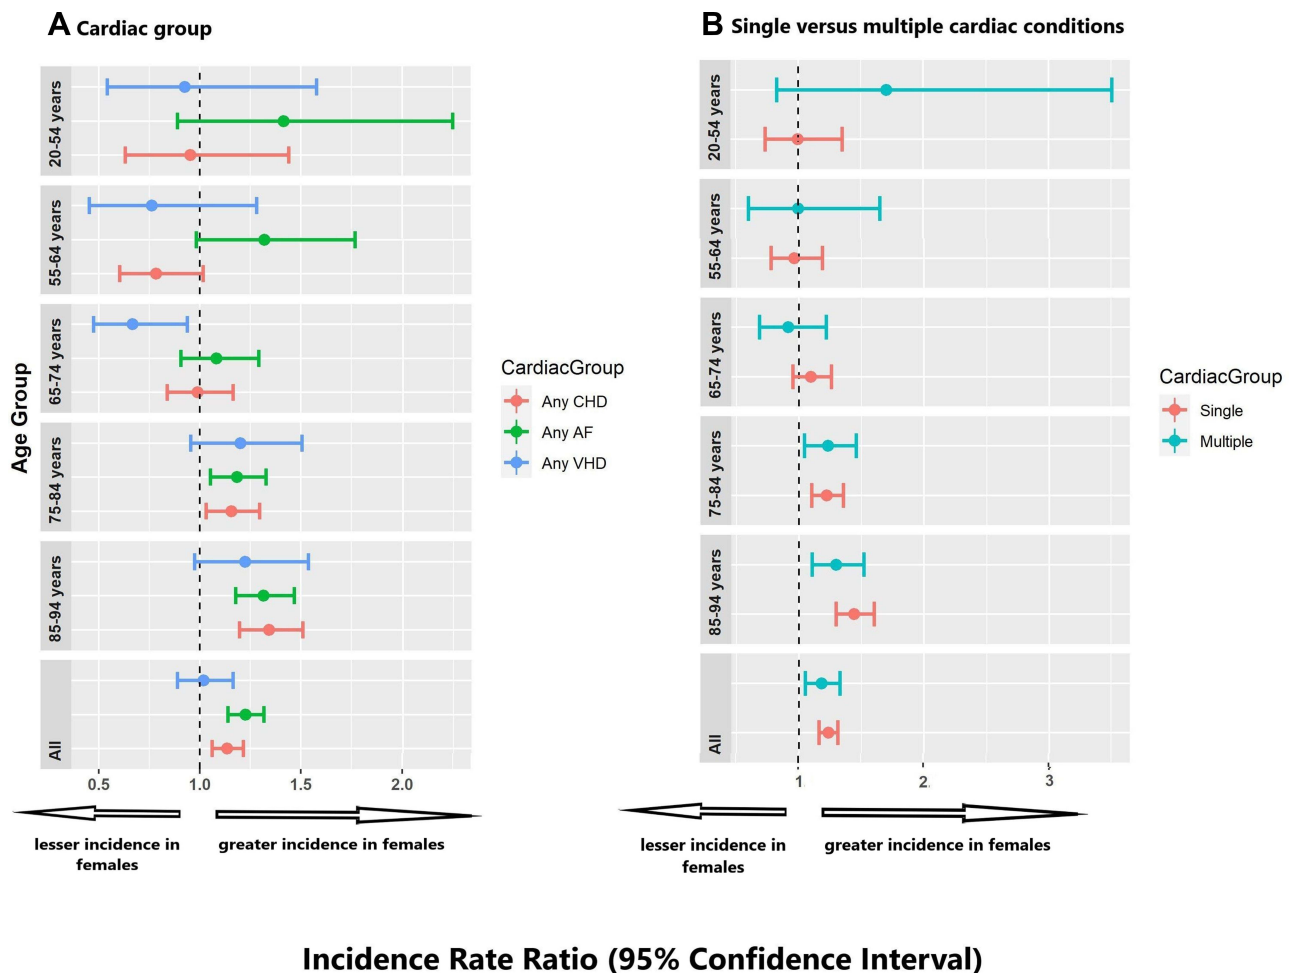 A Cardiac group
20-54 years
55-64 years
65-74 years
75-84 years
85-94 years
All
Age Group
0.5 1.0 1.5 2.0
lesser incidence in
females
greater incidence in females
CardiacGroup
Any CHD
Any AF
Any VHD
B Single versus multiple cardiac conditions
20-54 years
55-64 years
65-74 years
75-84 years
85-94 years
All
1 2 3
lesser incidence in
females
greater incidence in females
CardiacGroup
Single
Multiple
Incidence Rate Ratio (95% Confidence Interval)